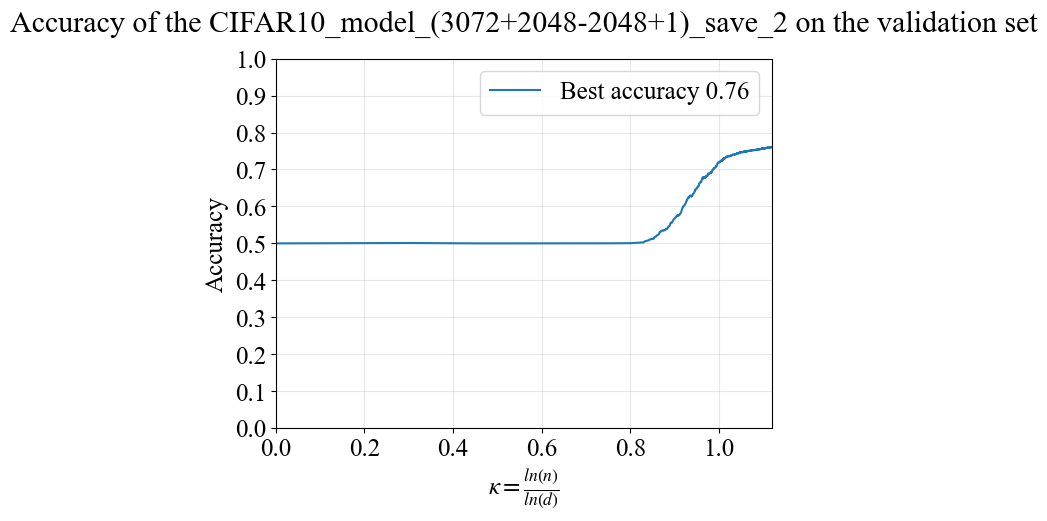 Accuracy of the CIFAR10_model_(3072+2048-2048+1)_save_2 on the validation set
1.0
0.9
0.8
0.7
0.6
0.5
0.4
0.3
0.2
0.1
0.0
Accuracy
Best accuracy 0.76
0.0 0.2 0.4 0.6 0.8 1.0
κ = ln(n)/ln(d)